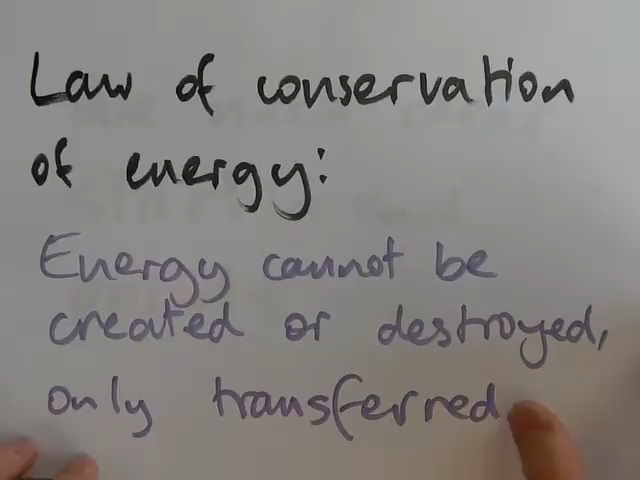 Law of conservation
of energy:
Energy cannot be
created or destroyed,
only transferred